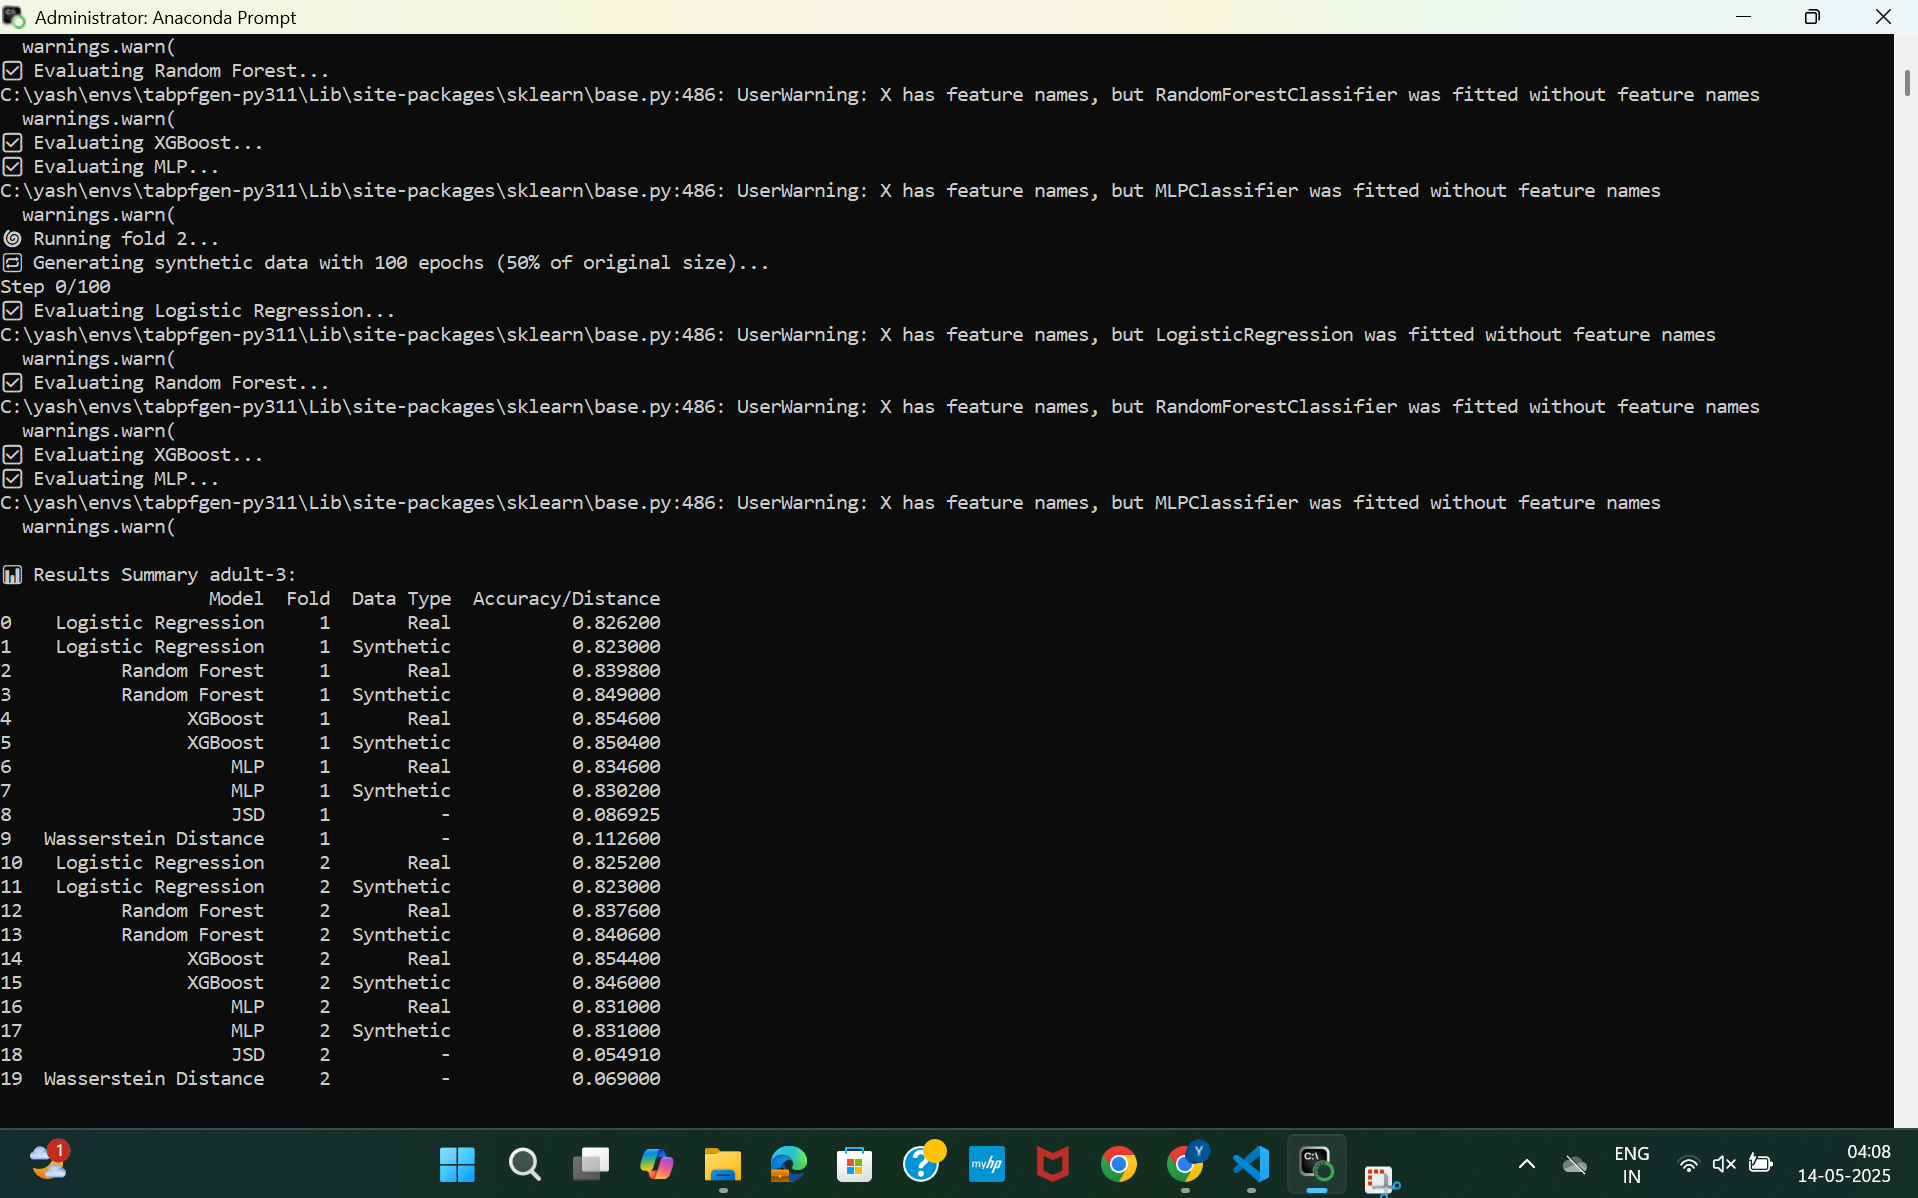 Administrator: Anaconda Prompt
warnings.warn(
Evaluating Random Forest...
C:\yash\envs\tabpfgen-py311\Lib\site-packages\sklearn\base.py:486: UserWarning: X has feature names, but RandomForestClassifier was fitted without feature names
warnings.warn(
Evaluating XGBoost...
Evaluating MLP...
C:\yash\envs\tabpfgen-py311\Lib\site-packages\sklearn\base.py:486: UserWarning: X has feature names, but MLPClassifier was fitted without feature names
warnings.warn(
Running fold 2...
Generating synthetic data with 100 epochs (50% of original size)...
Step 0/100
Evaluating Logistic Regression...
C:\yash\envs\tabpfgen-py311\Lib\site-packages\sklearn\base.py:486: UserWarning: X has feature names, but LogisticRegression was fitted without feature names
warnings.warn(
Evaluating Random Forest...
C:\yash\envs\tabpfgen-py311\Lib\site-packages\sklearn\base.py:486: UserWarning: X has feature names, but RandomForestClassifier was fitted without feature names
warnings.warn(
Evaluating XGBoost...
Evaluating MLP...
C:\yash\envs\tabpfgen-py311\Lib\site-packages\sklearn\base.py:486: UserWarning: X has feature names, but MLPClassifier was fitted without feature names
warnings.warn(
Results Summary adult-3:
Model Fold Data Type Accuracy/Distance
0 Logistic Regression 1 Real 0.826200
1 Logistic Regression 1 Synthetic 0.823000
2 Random Forest 1 Real 0.839800
3 Random Forest 1 Synthetic 0.849000
4 XGBoost 1 Real 0.854600
5 XGBoost 1 Synthetic 0.850400
6 MLP 1 Real 0.834600
7 MLP 1 Synthetic 0.830200
8 JSD 1 - 0.086925
9 Wasserstein Distance 1 - 0.112600
10 Logistic Regression 2 Real 0.825200
11 Logistic Regression 2 Synthetic 0.823000
12 Random Forest 2 Real 0.837600
13 Random Forest 2 Synthetic 0.840600
14 XGBoost 2 Real 0.854400
15 XGBoost 2 Synthetic 0.846000
16 MLP 2 Real 0.831000
17 MLP 2 Synthetic 0.831000
18 JSD 2 - 0.054910
19 Wasserstein Distance 2 - 0.069000
1
myhp
Y
C:\
ENG
IN
04:08
14-05-2025